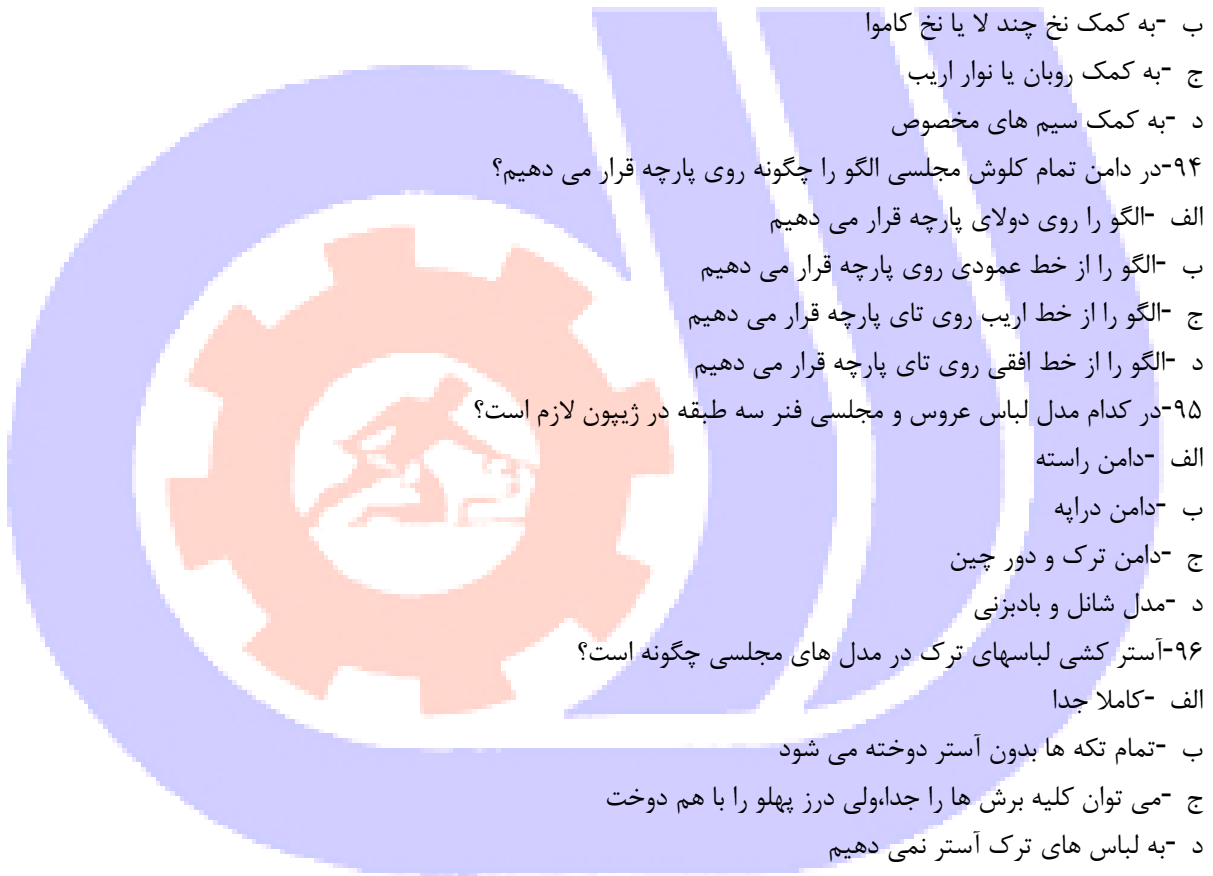 ب -به کمک نخ چند لا یا نخ کاموا
ج -به کمک روبان یا نوار اریب
د -به کمک سیم های مخصوص
۹۴-در دامن تمام کلوش مجلسی الگو را چگونه روی پارچه قرار می دهیم؟
الف -الگو را روی دولای پارچه قرار می دهیم
ب -الگو را از خط عمودی روی پارچه قرار می دهیم
ج -الگو را از خط اریب روی تای پارچه قرار می دهیم
د -الگو را از خط افقی روی تای پارچه قرار می دهیم
۹۵-در کدام مدل لباس عروس و مجلسی فنر سه طبقه در ژیپون لازم است؟
الف -دامن راسته
ب -دامن دراپه
ج -دامن ترک و دور چین
د -مدل شانل و بادبزنی
۹۶-آستر کشی لباسهای ترک در مدل های مجلسی چگونه است؟
الف -کاملا جدا
ب -تمام تکه ها بدون آستر دوخته می شود
ج -می توان کلیه برش ها را جدا،ولی درز پهلو را با هم دوخت
د -به لباس های ترک آستر نمی دهیم